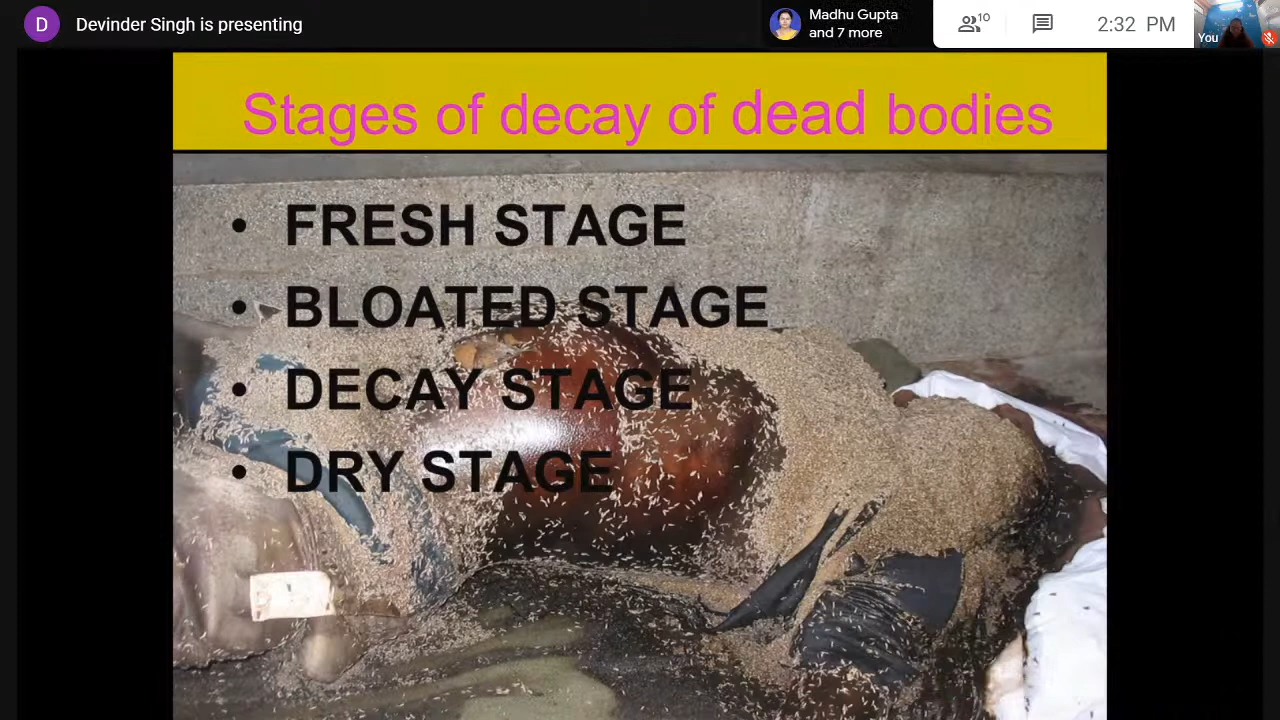 D
Devinder Singh is presenting
Madhu Gupta
and 7 more
10
2:32 PM
You
Stages of decay of dead bodies
• FRESH STAGE
• BLOATED STAGE
• DECAY STAGE
• DRY STAGE